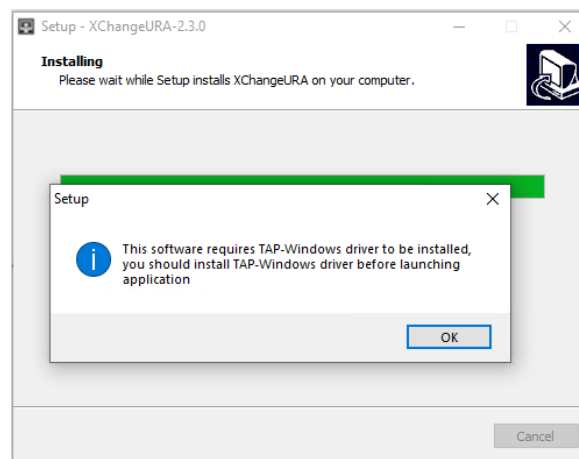 Setup - XChangeURA-2.3.0
Installing
Please wait while Setup installs XChangeURA on your computer.
Setup
This software requires TAP-Windows driver to be installed,
you should install TAP-Windows driver before launching
application
OK
Cancel